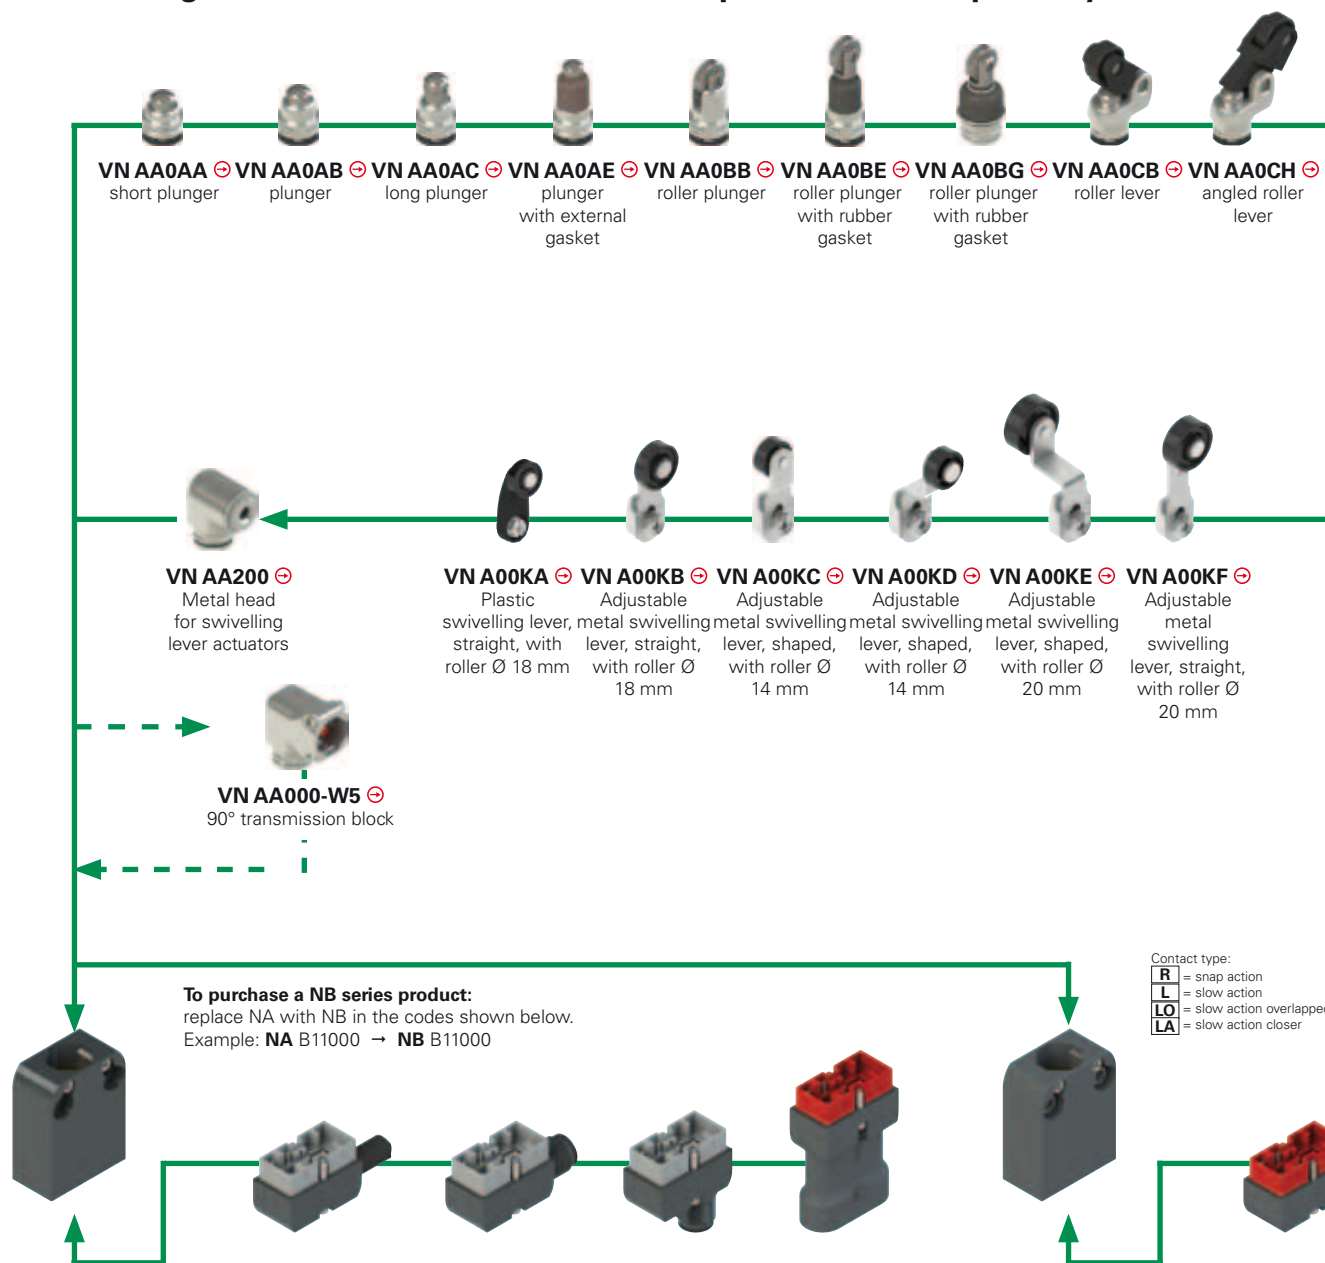 VN AA0AA
short plunger
VN AA0AB
plunger
VN AA0AC
long plunger
VN AA0AE
plunger
with external
gasket
VN AA0BB
roller plunger
VN AA0BE
roller plunger
with rubber
gasket
VN AA0BG
roller plunger
with rubber
gasket
VN AA0CB
roller lever
VN AA0CH
angled roller
lever
VN AA200
Metal head
for swivelling
lever actuators
VN A00KA
Plastic
swivelling lever,
straight, with
roller Ø 18 mm
VN A00KB
Adjustable
metal swivelling
lever, straight,
with roller Ø
18 mm
VN A00KC
Adjustable
metal swivelling
lever, shaped,
with roller Ø
14 mm
VN A00KD
Adjustable
metal swivelling
lever, shaped,
with roller Ø
14 mm
VN A00KE
Adjustable
metal swivelling
lever, shaped,
with roller Ø
20 mm
VN A00KF
Adjustable
metal
swivelling
lever, straight,
with roller Ø
20 mm
VN AA000-W5
90° transmission block
To purchase a NB series product:
replace NA with NB in the codes shown below.
Example: NA B11000 → NB B11000
Contact type:
R = snap action
L = slow action
LO = slow action overlapped
LA = slow action closer